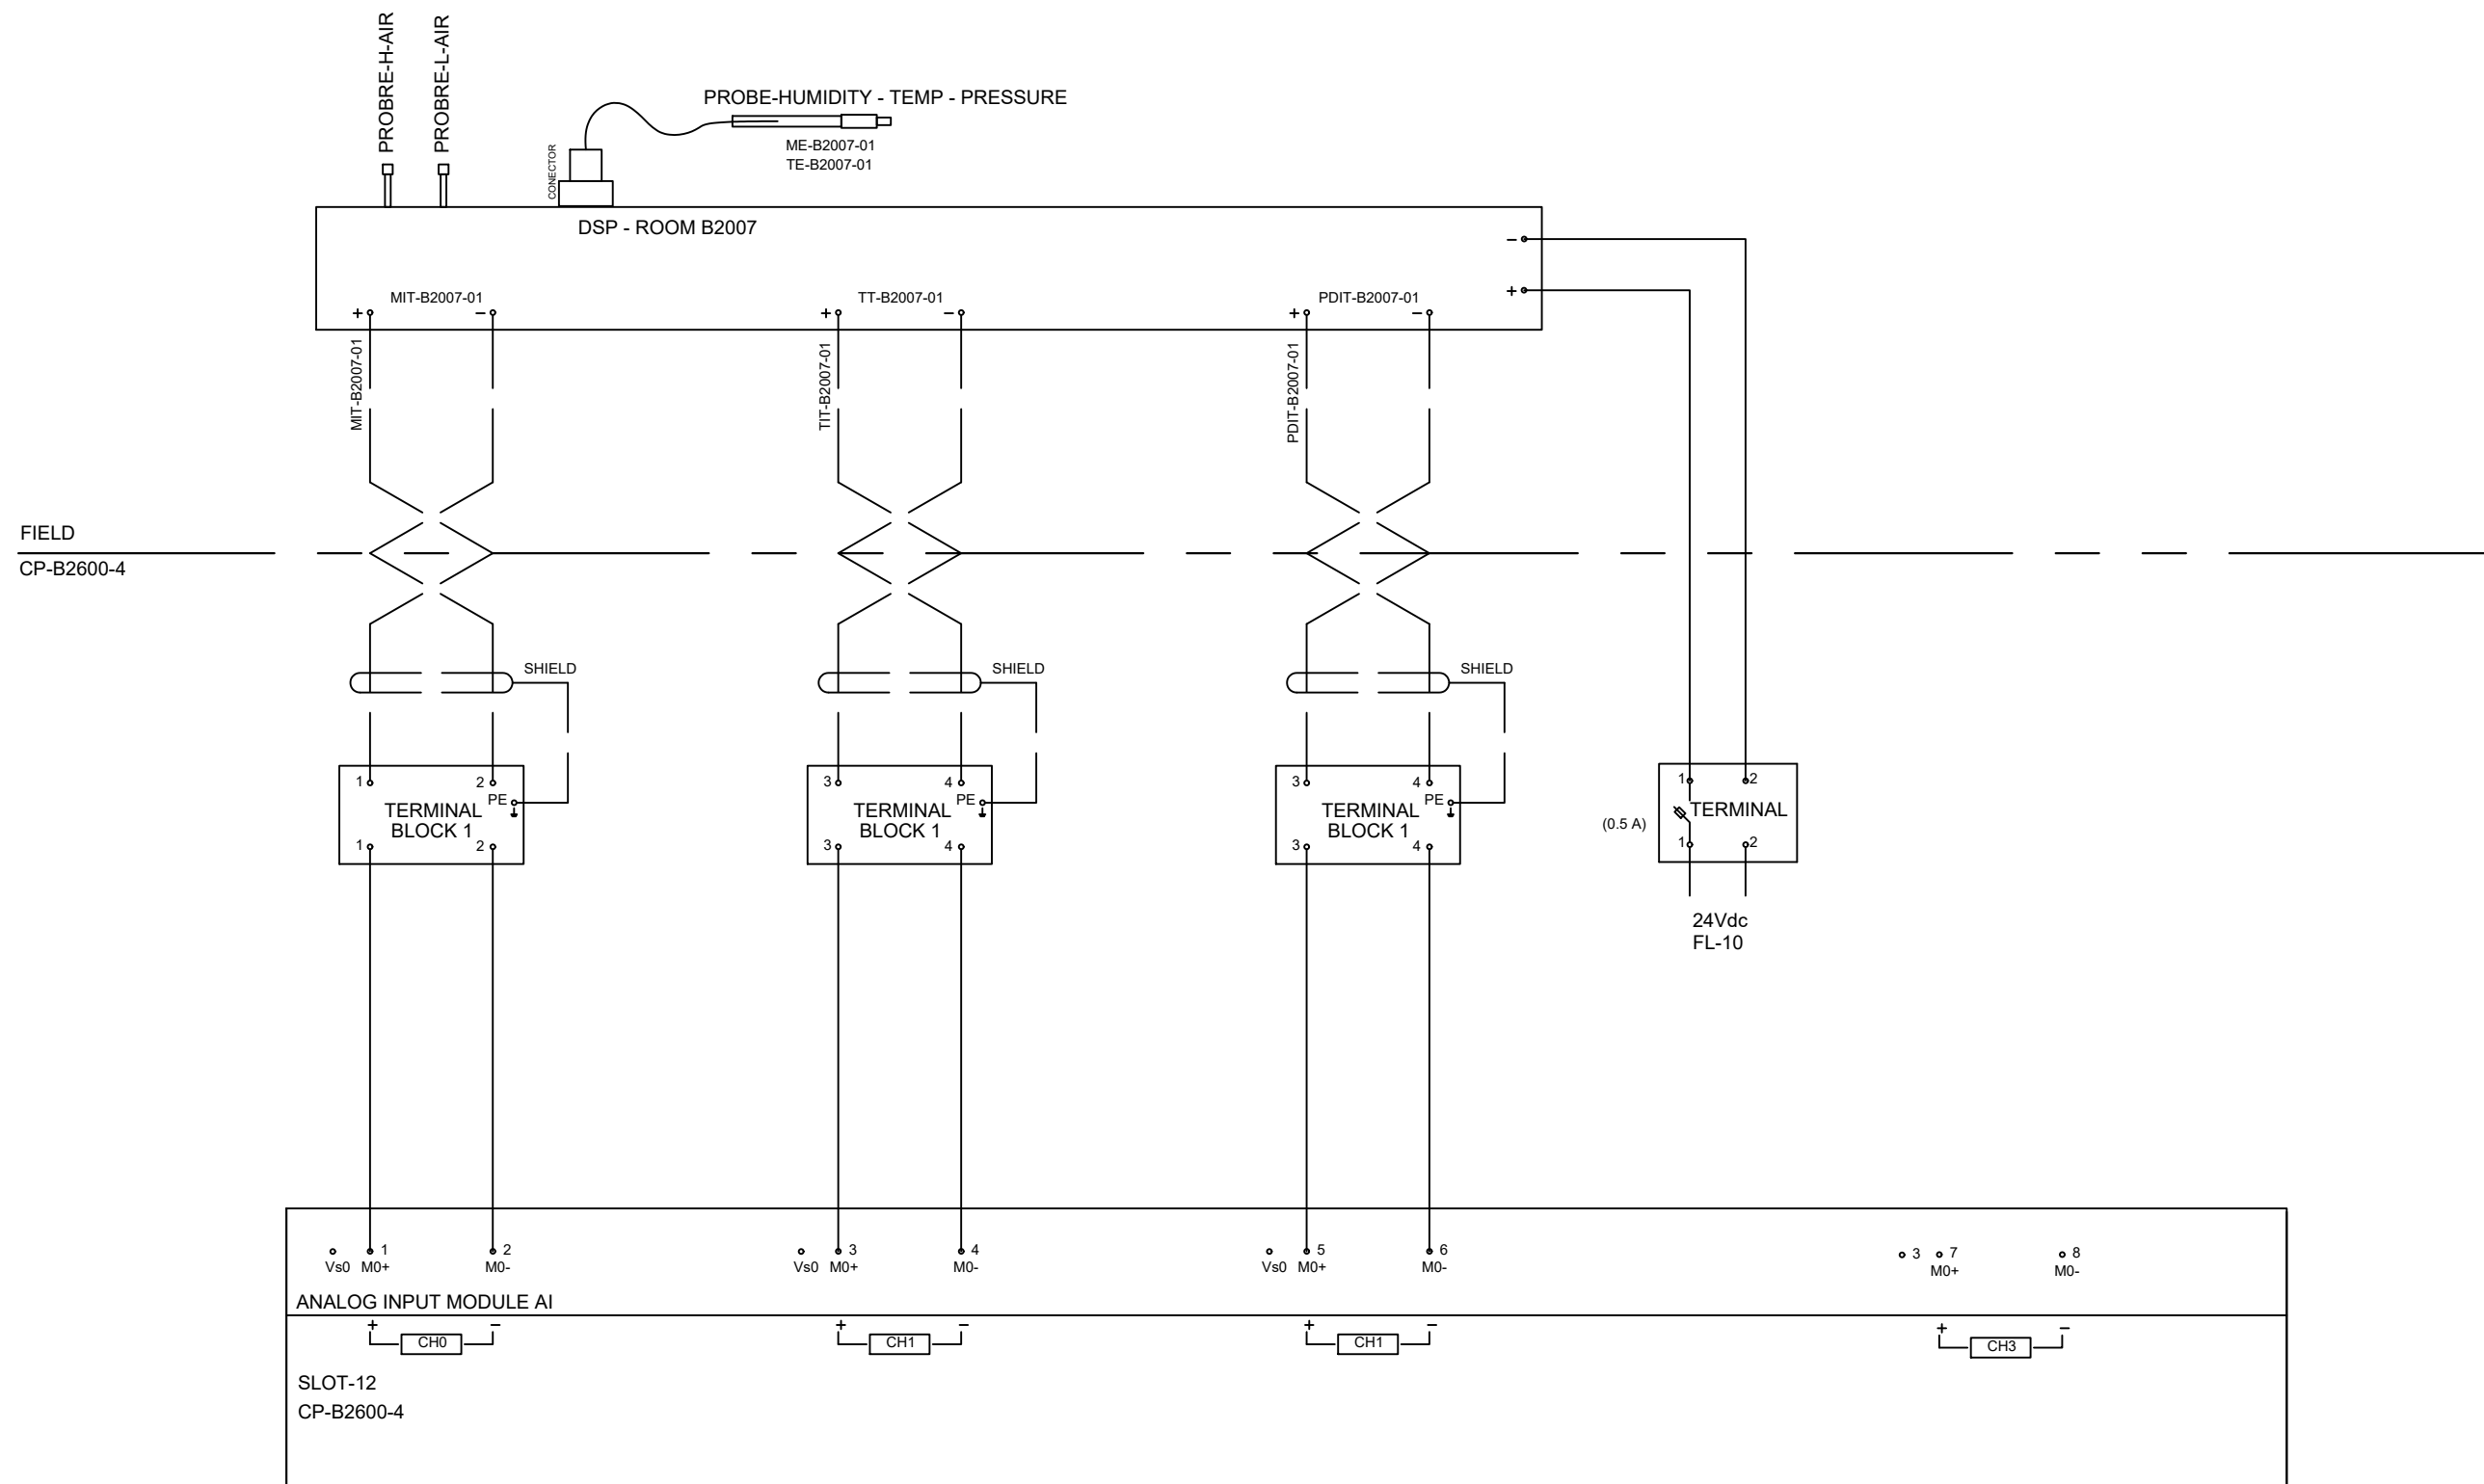 PROBRE-H-AIR
PROBRE-L-AIR
PROBE-HUMIDITY - TEMP - PRESSURE
ME-B2007-01
TE-B2007-01
CONECTOR
DSP - ROOM B2007
−
+
MIT-B2007-01
TT-B2007-01
PDIT-B2007-01
+ −
+ −
+ −
MIT-B2007-01
TIT-B2007-01
PDIT-B2007-01
FIELD
CP-B2600-4
SHIELD
SHIELD
SHIELD
1 2
PE
TERMINAL
BLOCK 1
1 2
3 4
PE
TERMINAL
BLOCK 1
3 4
3 4
PE
TERMINAL
BLOCK 1
3 4
1 2
TERMINAL
(0.5 A)
1 2
24Vdc
FL-10
1 2
Vs0 M0+ M0-
3 4
Vs0 M0+ M0-
5 6
Vs0 M0+ M0-
3 7 8
M0+ M0-
ANALOG INPUT MODULE AI
+ CH0 −
+ CH1 −
+ CH1 −
+ CH3 −
SLOT-12
CP-B2600-4